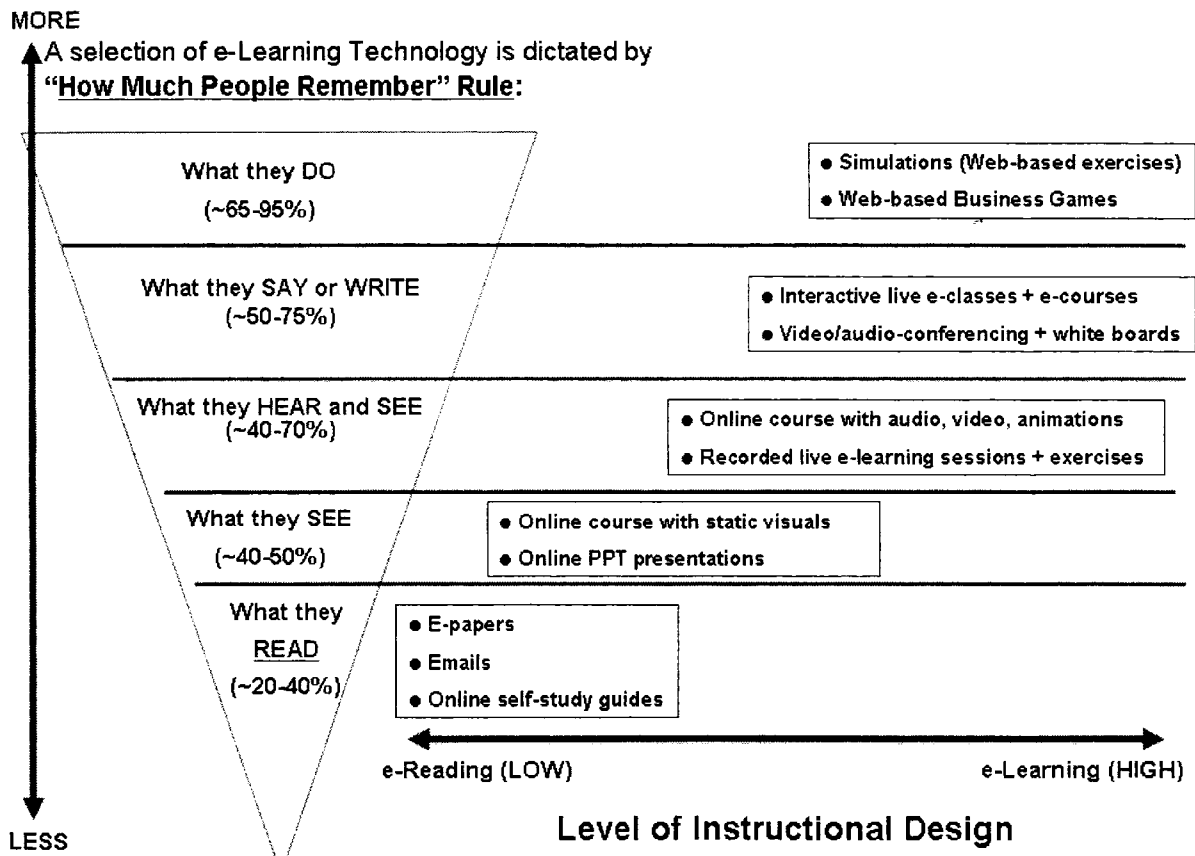 MORE
A selection of e-Learning Technology is dictated by
“How Much People Remember” Rule:
What they DO
(~65-95%)
● Simulations (Web-based exercises)
● Web-based Business Games
What they SAY or WRITE
(~50-75%)
● Interactive live e-classes + e-courses
● Video/audio-conferencing + white boards
What they HEAR and SEE
(~40-70%)
● Online course with audio, video, animations
● Recorded live e-learning sessions + exercises
What they SEE
(~40-50%)
● Online course with static visuals
● Online PPT presentations
What they
READ
(~20-40%)
● E-papers
● Emails
● Online self-study guides
e-Reading (LOW)
e-Learning (HIGH)
Level of Instructional Design
LESS